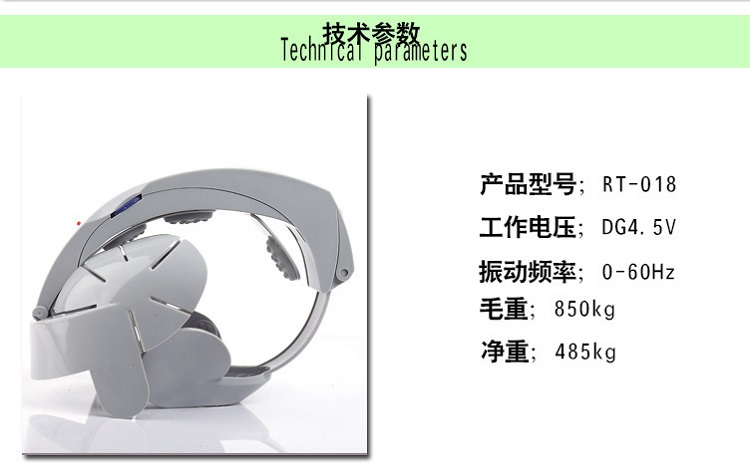 技术参数
Technical parameters
产品型号; RT-018
工作电压; DG4.5V
振动频率; 0-60Hz
毛重; 850kg
净重; 485kg